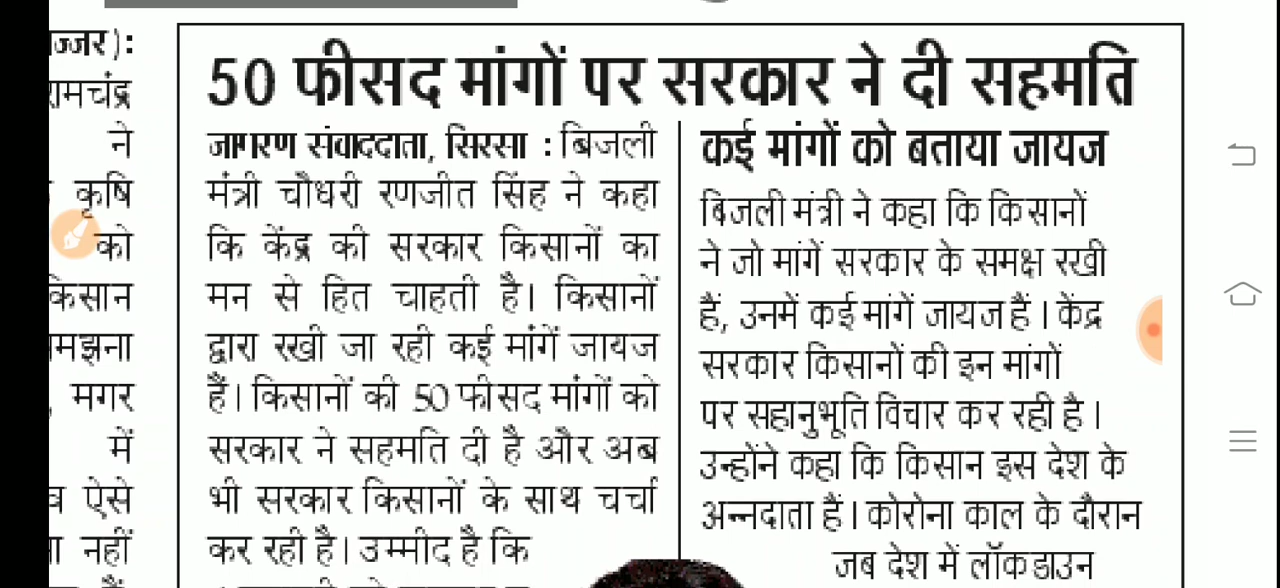 ज्जर):
रामचंद्र
ने
कृषि
को
किसान
समझना
, मगर
में
ऐसे
नहीं
50 फीसद मांगों पर सरकार ने दी सहमति
जागरण संवाददाता, सिरसा : बिजली
मंत्री चौधरी रणजीत सिंह ने कहा
कि केंद्र की सरकार किसानों का
मन से हित चाहती है। किसानों
द्वारा रखी जा रही कई मांगें जायज
हैं। किसानों की 50 फीसद मांगों को
सरकार ने सहमति दी है और अब
भी सरकार किसानों के साथ चर्चा
कर रही है। उम्मीद है कि
कई मांगों को बताया जायज
बिजली मंत्री ने कहा कि किसानों
ने जो मांगें सरकार के समक्ष रखी
हैं, उनमें कई मांगें जायज हैं। केंद्र
सरकार किसानों की इन मांगों
पर सहानुभूति विचार कर रही है।
उन्होंने कहा कि किसान इस देश के
अन्नदाता हैं। कोरोना काल के दौरान
जब देश में लॉकडाउन